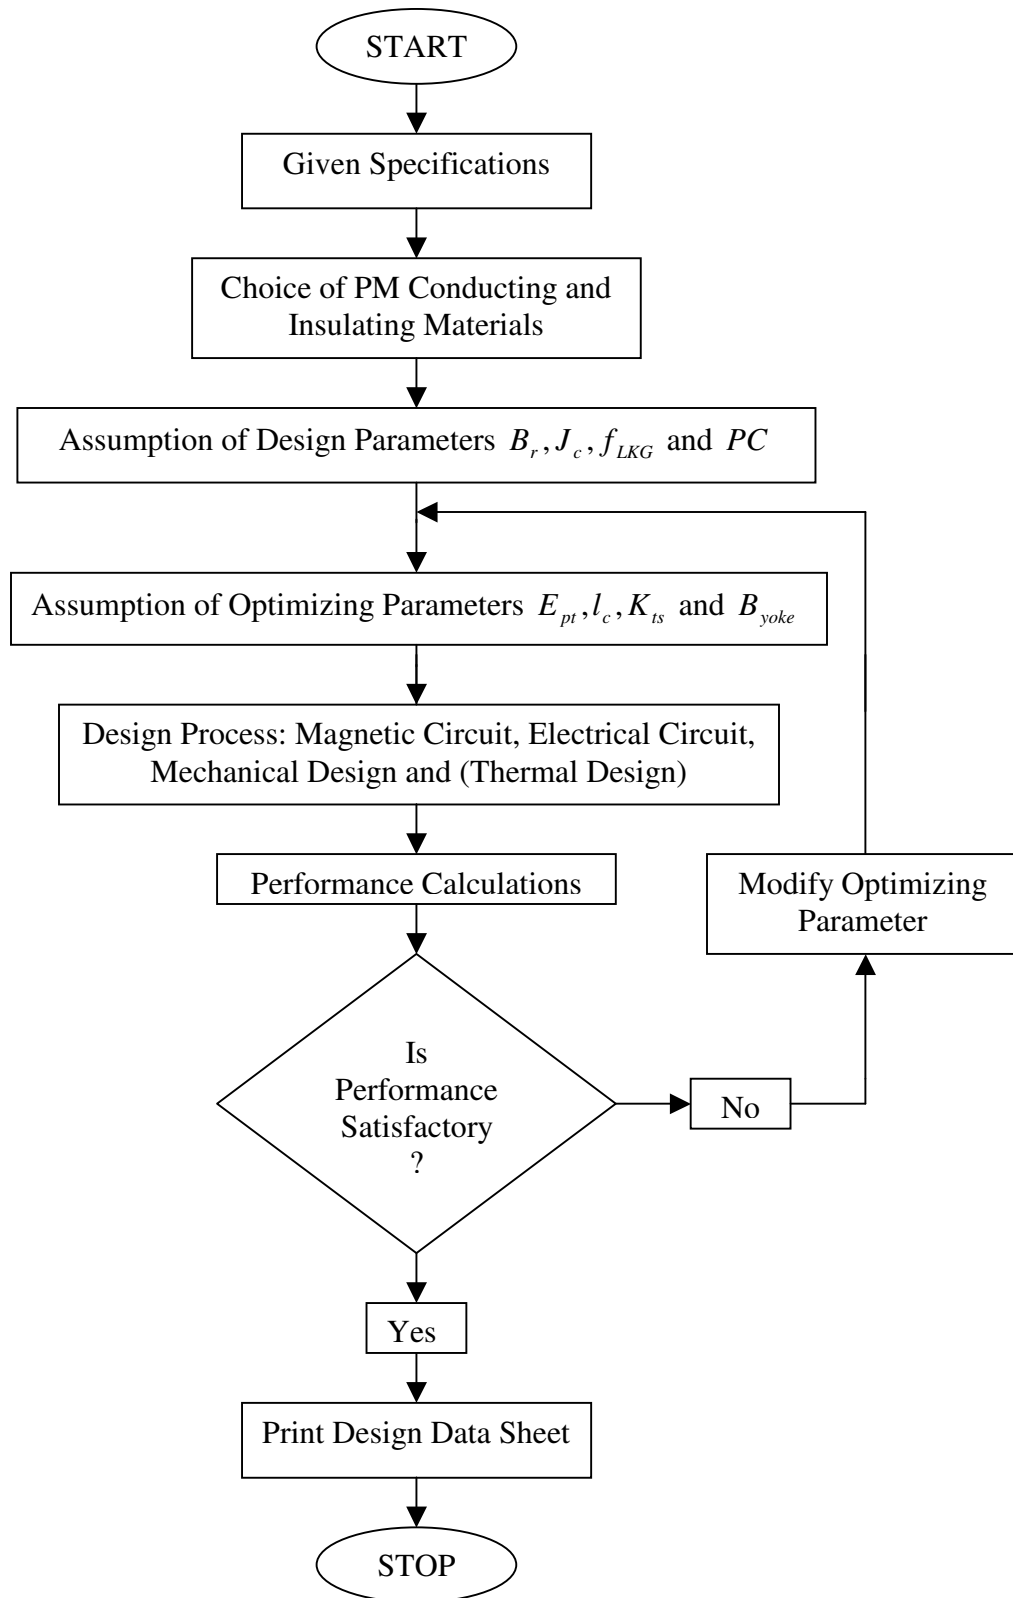 START
Given Specifications
Choice of PM Conducting and
Insulating Materials
Assumption of Design Parameters B_r, J_c, f_LKG and PC
Assumption of Optimizing Parameters E_pt, l_c, K_ts and B_yoke
Design Process: Magnetic Circuit, Electrical Circuit,
Mechanical Design and (Thermal Design)
Performance Calculations
Modify Optimizing
Parameter
Is
Performance
Satisfactory
?
No
Yes
Print Design Data Sheet
STOP